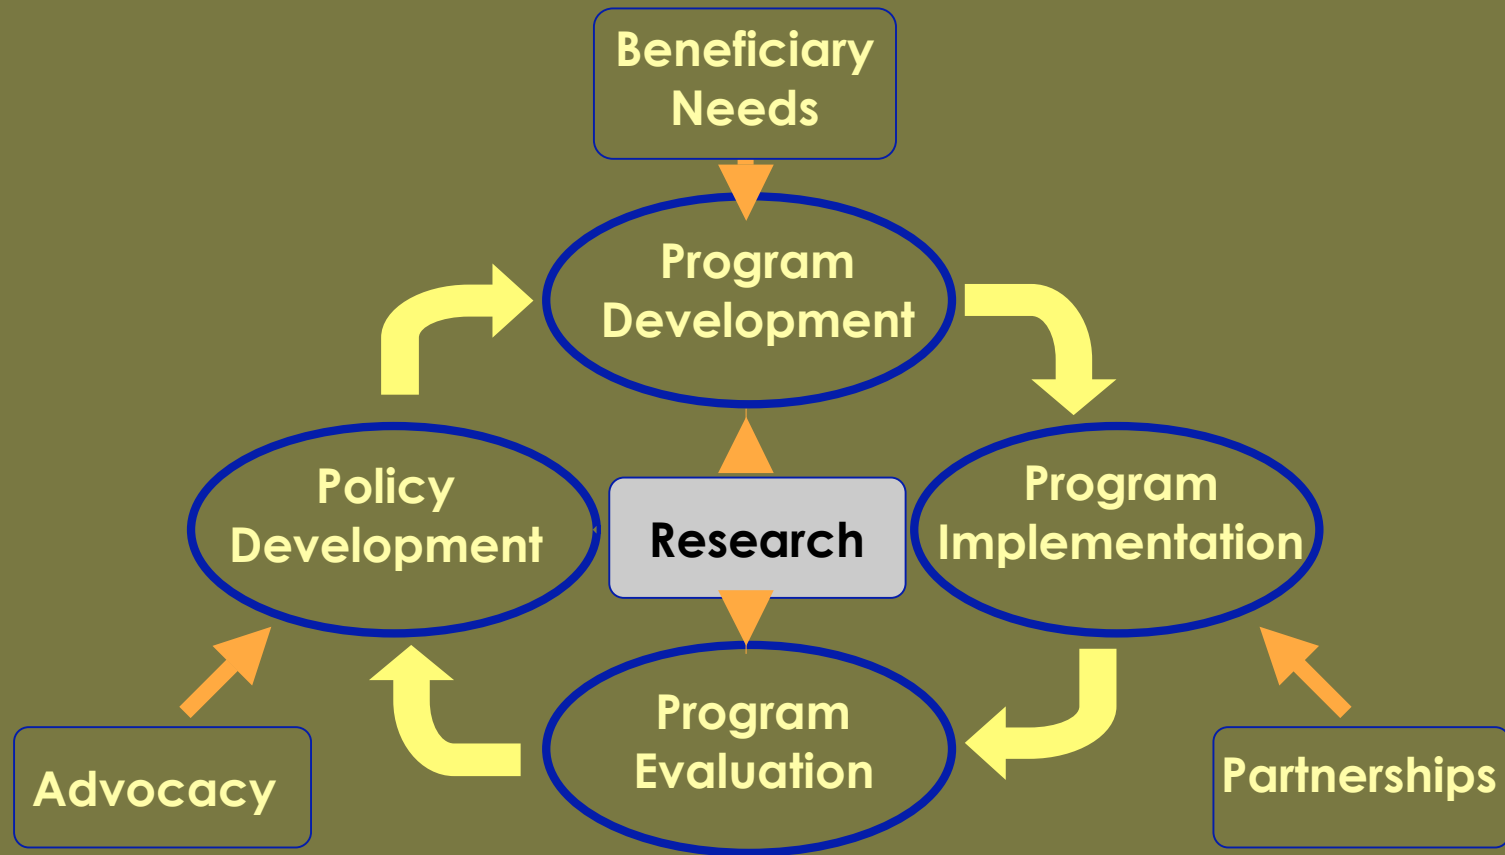 Beneficiary
Needs
Program
Development
Policy
Development
Research
Program
Implementation
Program
Evaluation
Advocacy
Partnerships